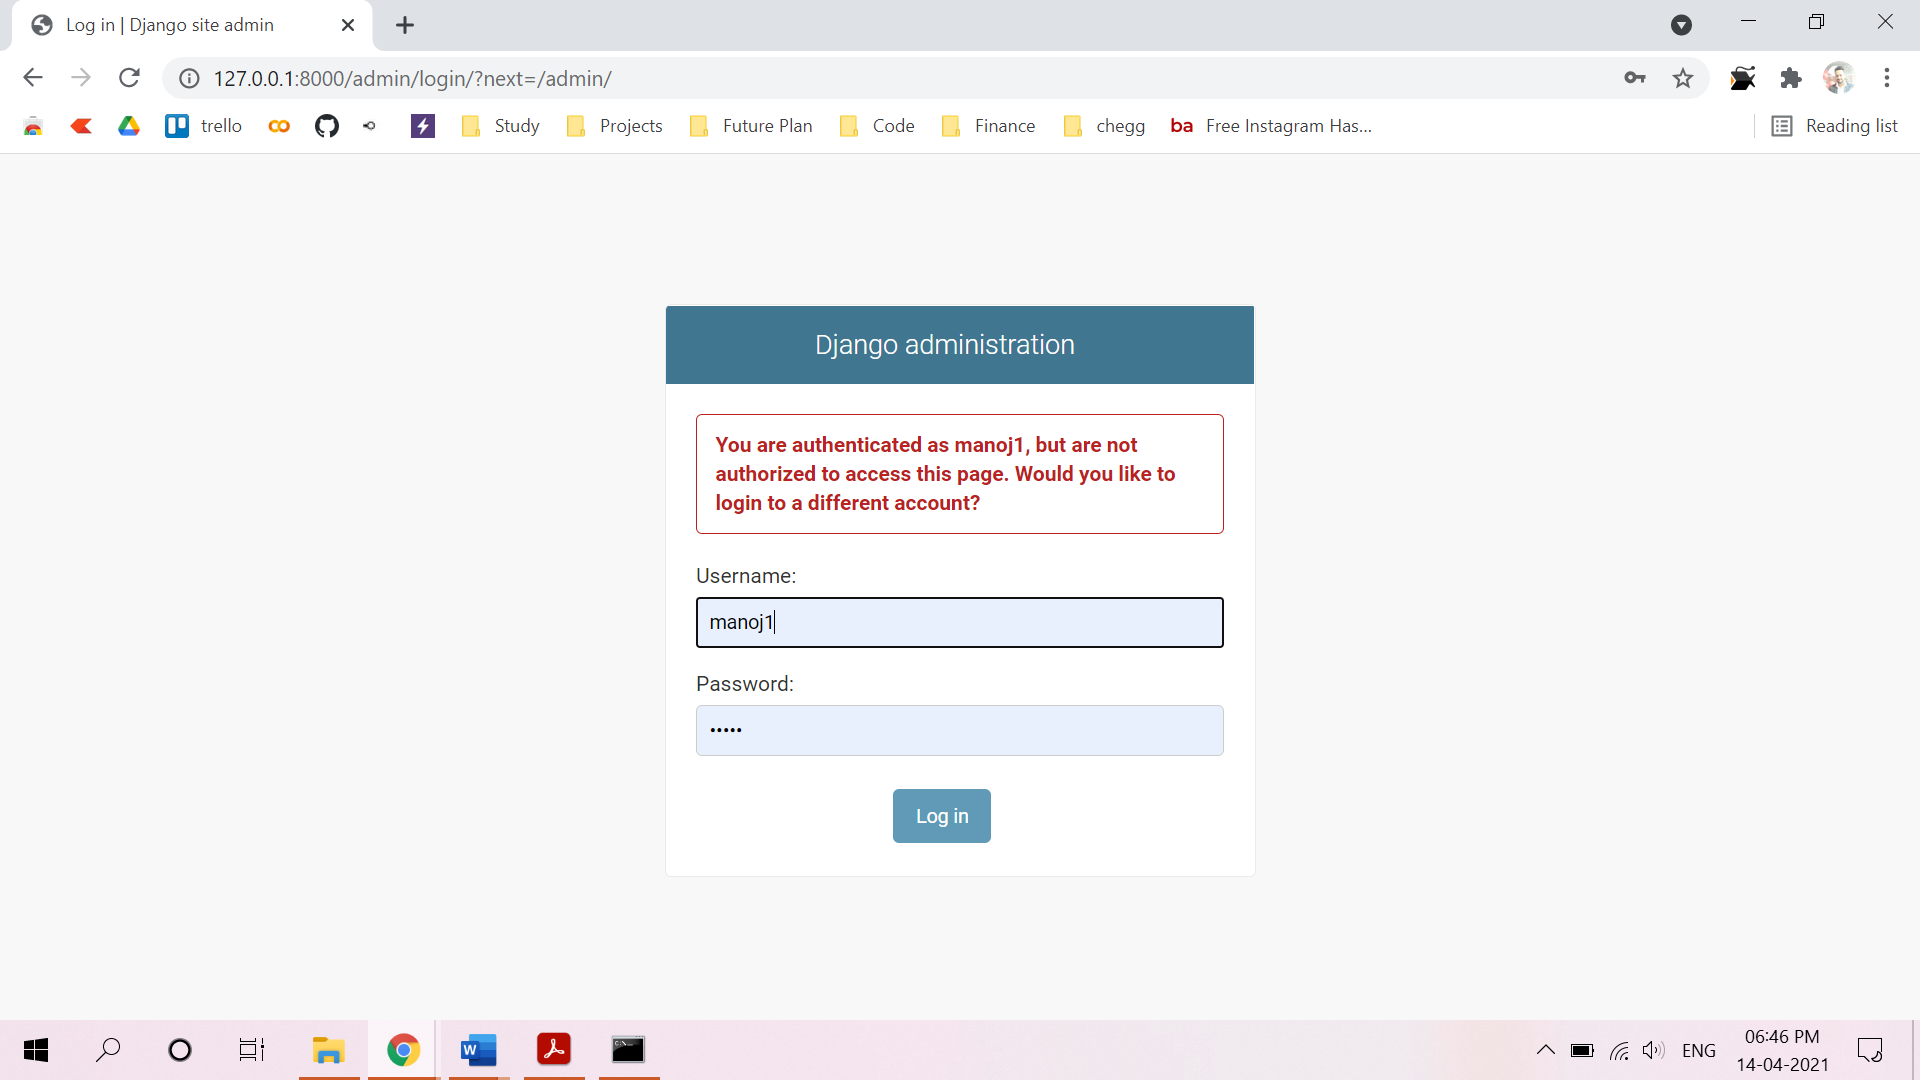 Log in | Django site admin
127.0.0.1:8000/admin/login/?next=/admin/
trello
Study
Projects
Future Plan
Code
Finance
chegg
ba Free Instagram Has...
Reading list
Django administration
You are authenticated as manoj1, but are not
authorized to access this page. Would you like to
login to a different account?
Username:
manoj1
Password:
•••••
Log in
W
C:\_
ENG
06:46 PM
14-04-2021